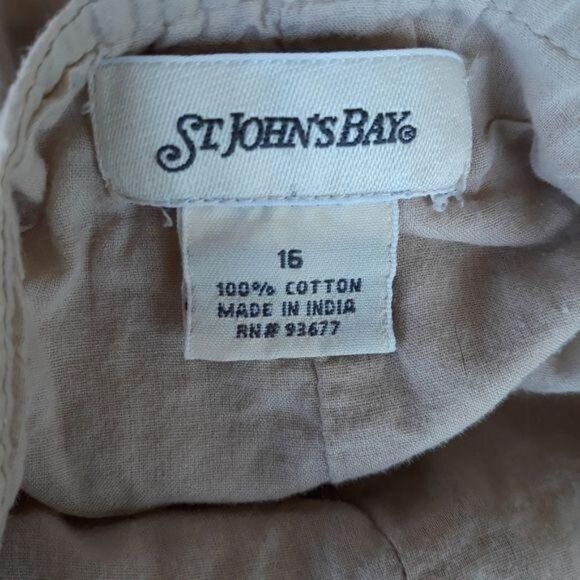 ST. JOHN'S BAY®
16
100% COTTON
MADE IN INDIA
RN# 93677